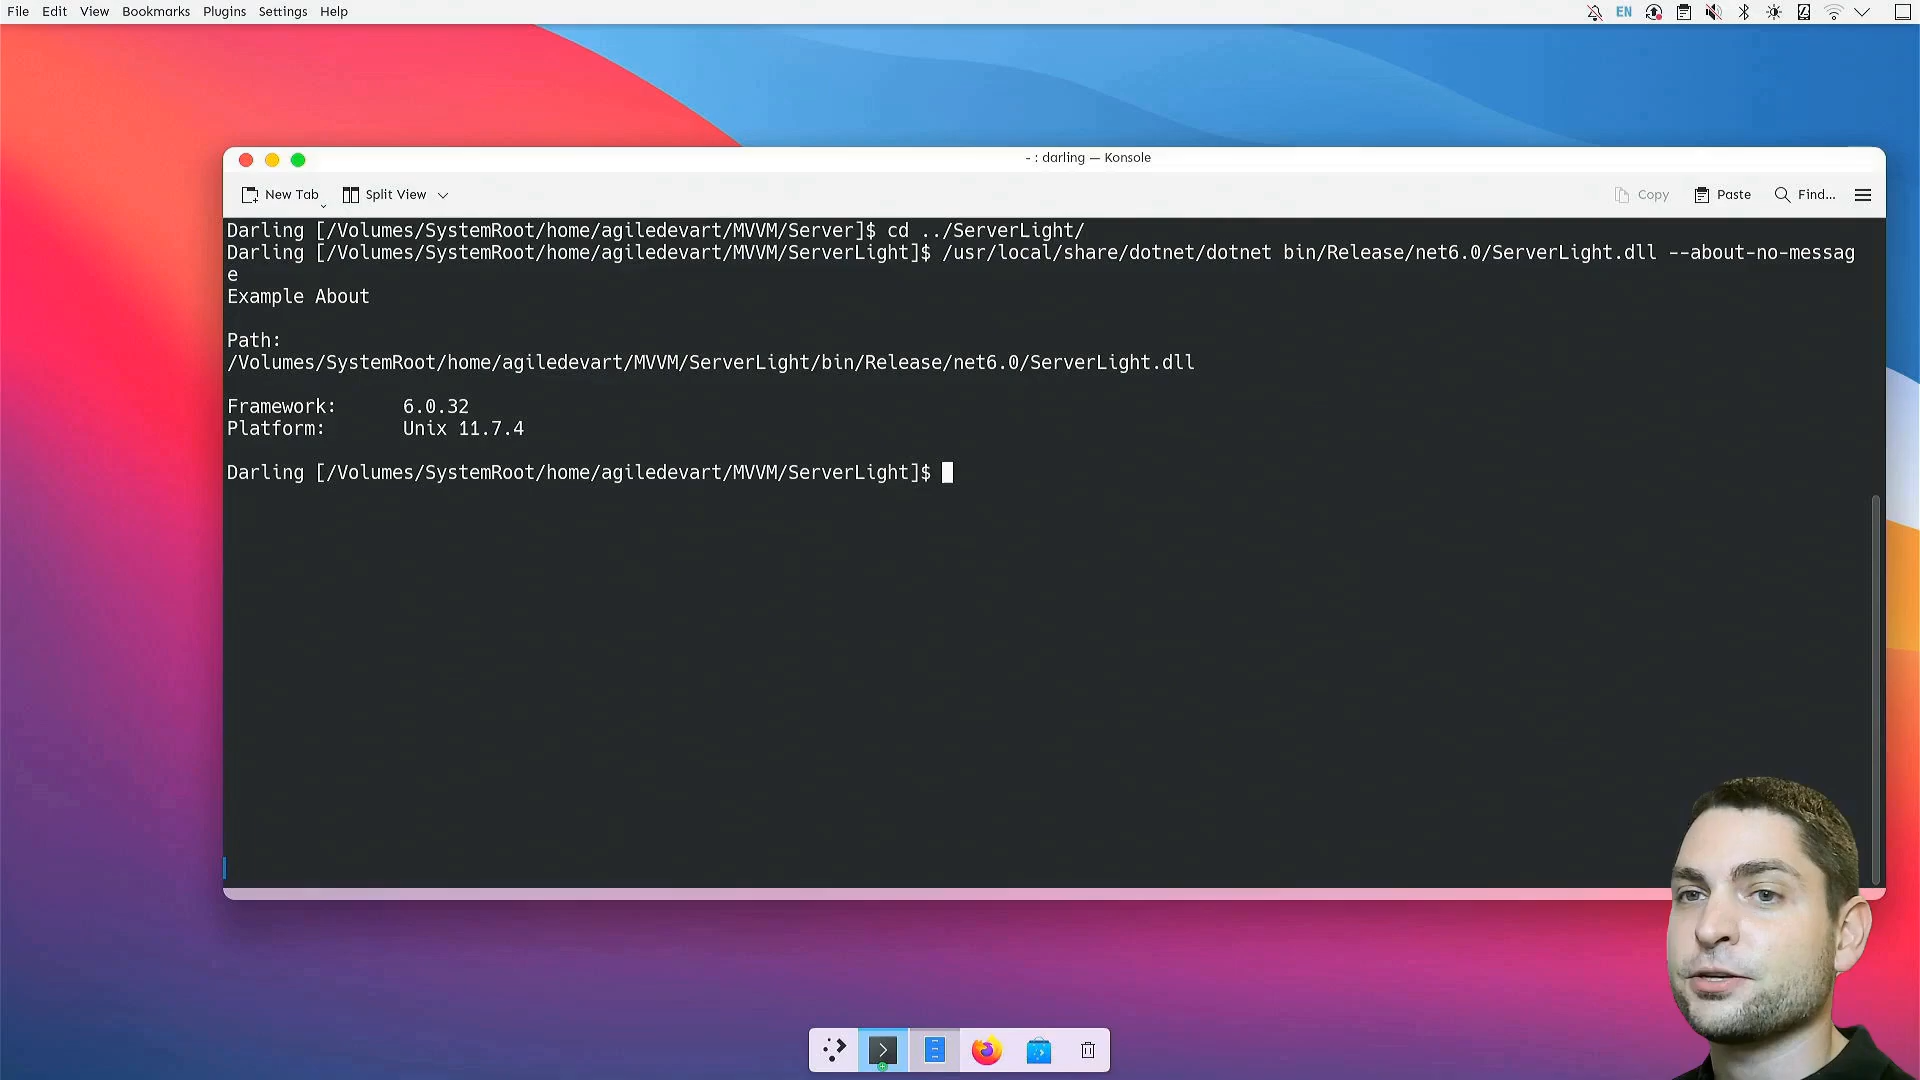 File Edit View Bookmarks Plugins Settings Help EN
- : darling — Konsole
New Tab Split View Copy Paste Find...
Darling [/Volumes/SystemRoot/home/agiledevart/MVVM/Server]$ cd ../ServerLight/
Darling [/Volumes/SystemRoot/home/agiledevart/MVVM/ServerLight]$ /usr/local/share/dotnet/dotnet bin/Release/net6.0/ServerLight.dll --about-no-messag
e
Example About
Path:
/Volumes/SystemRoot/home/agiledevart/MVVM/ServerLight/bin/Release/net6.0/ServerLight.dll
Framework: 6.0.32
Platform: Unix 11.7.4
Darling [/Volumes/SystemRoot/home/agiledevart/MVVM/ServerLight]$